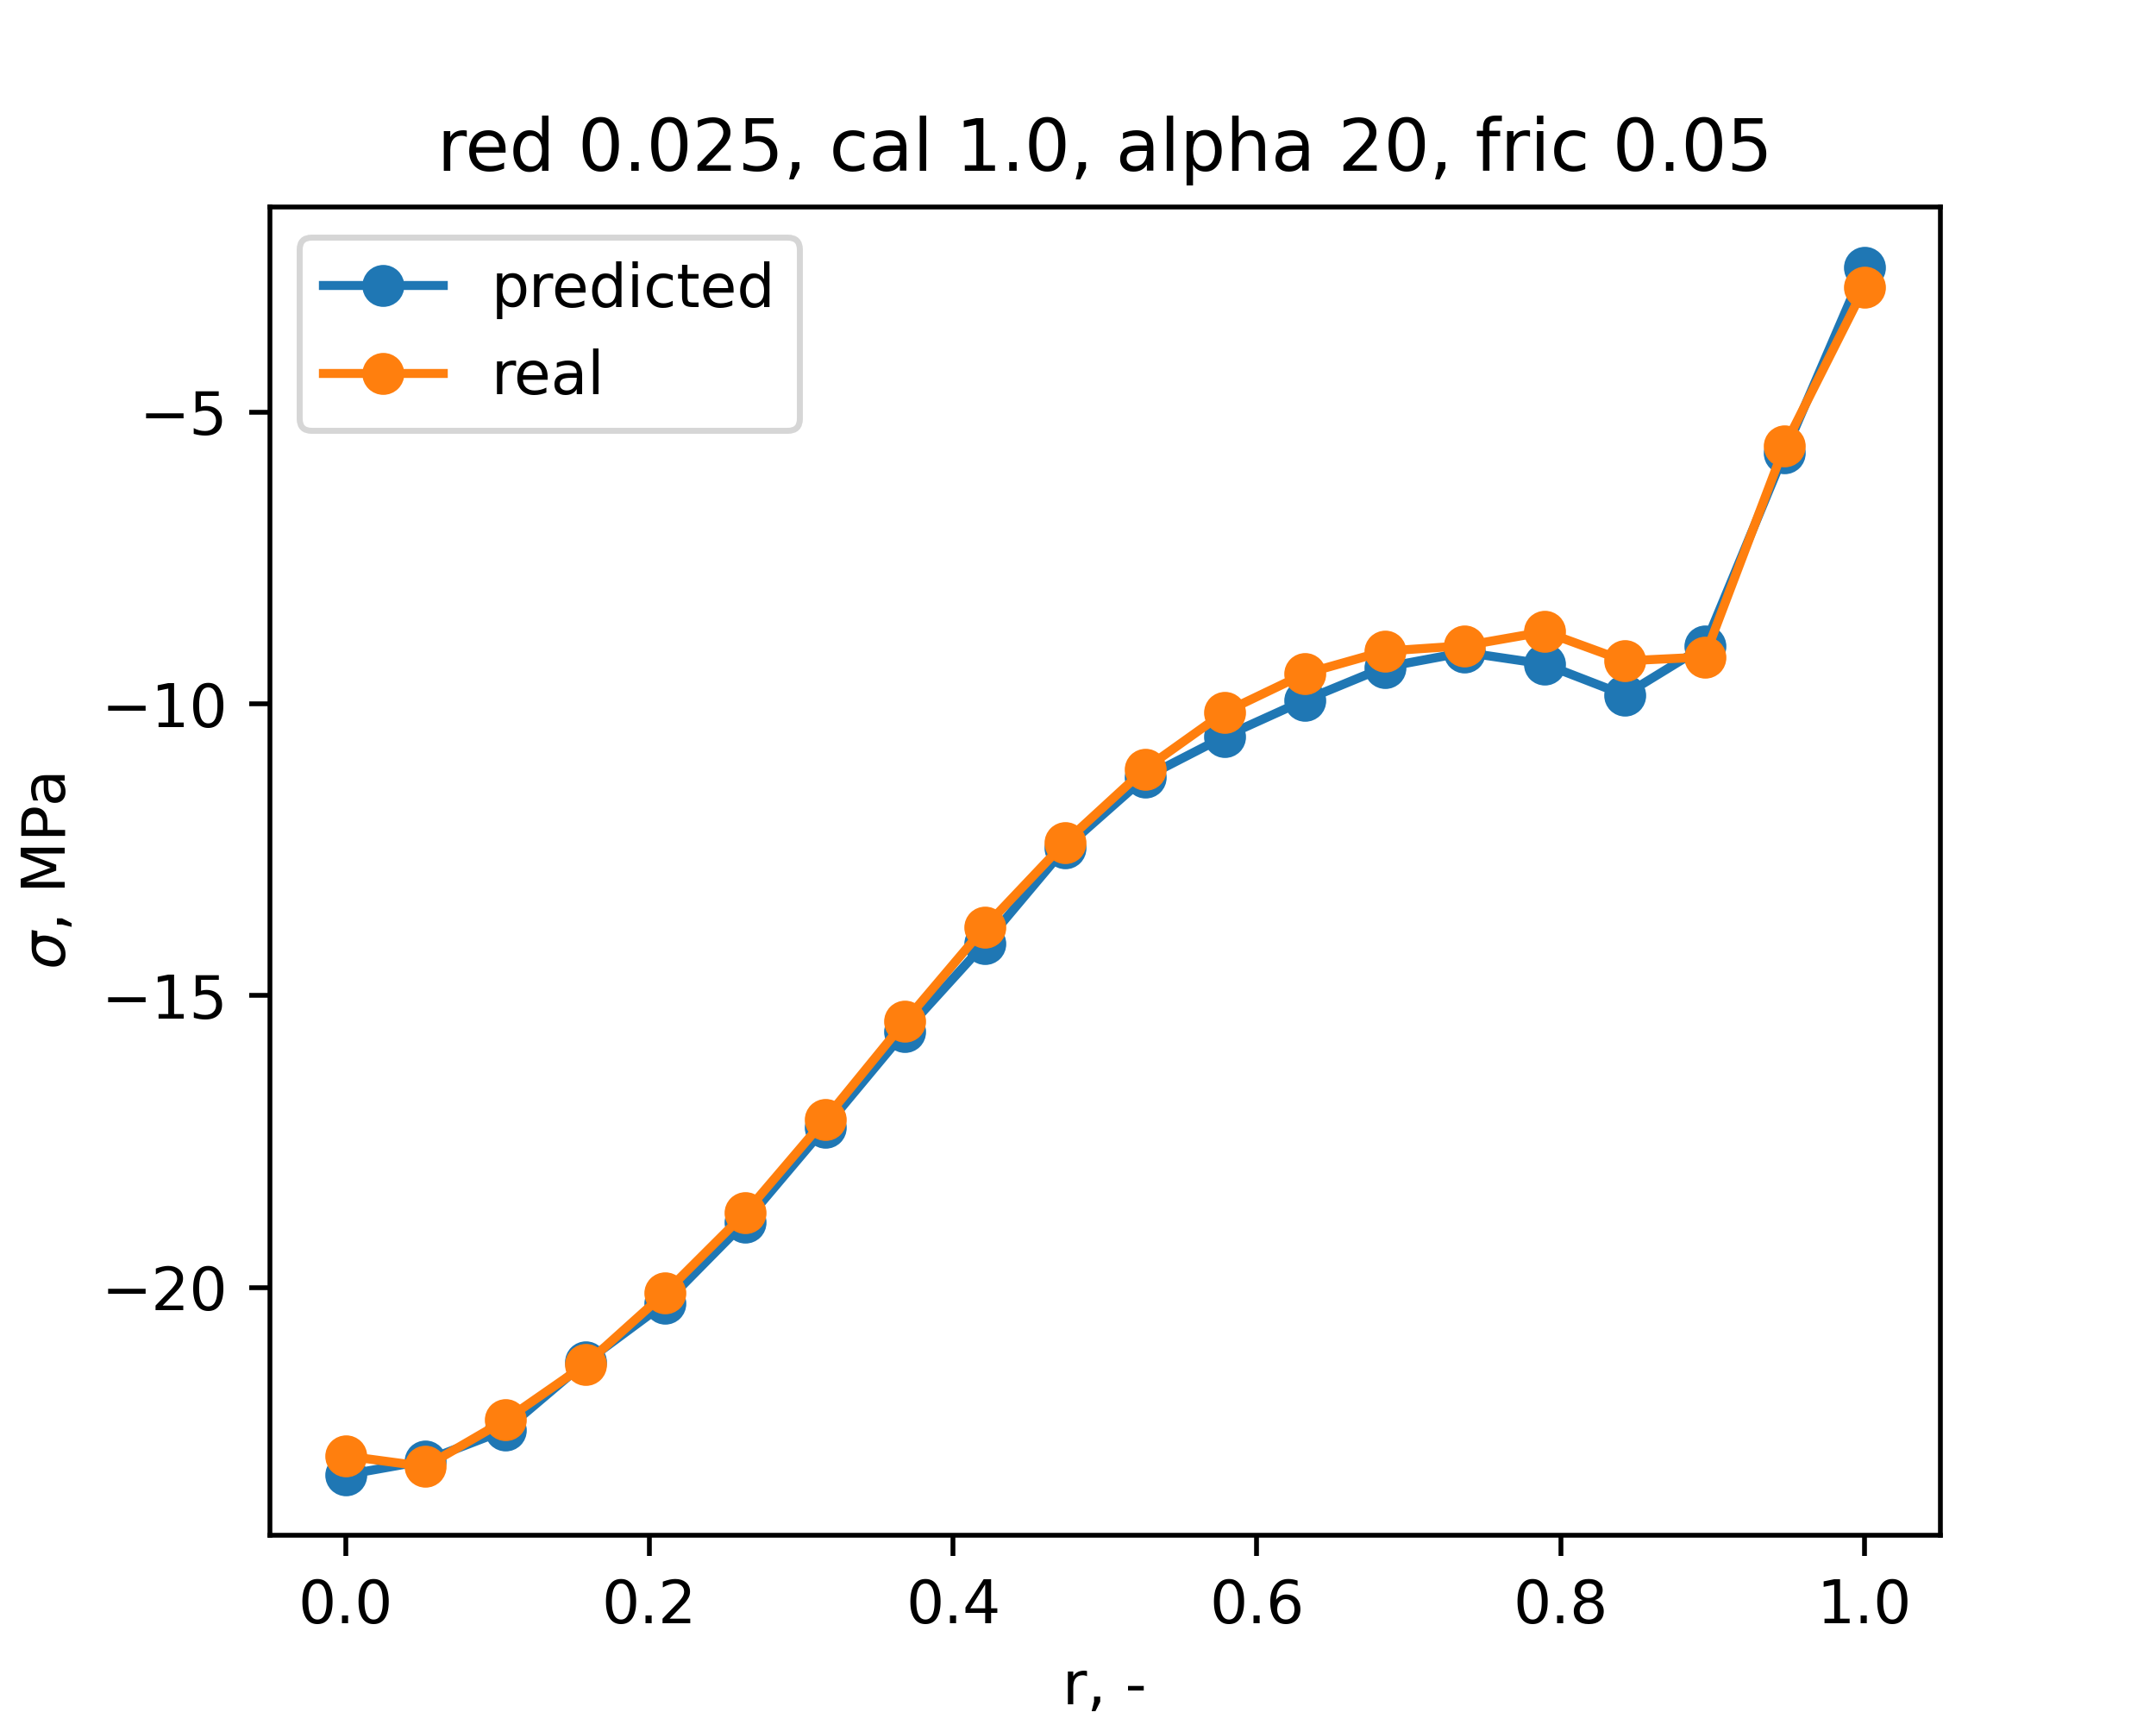 red 0.025, cal 1.0, alpha 20, fric 0.05
predicted
real
−5
−10
−15
−20
σ, MPa
0.0 0.2 0.4 0.6 0.8 1.0
r, -